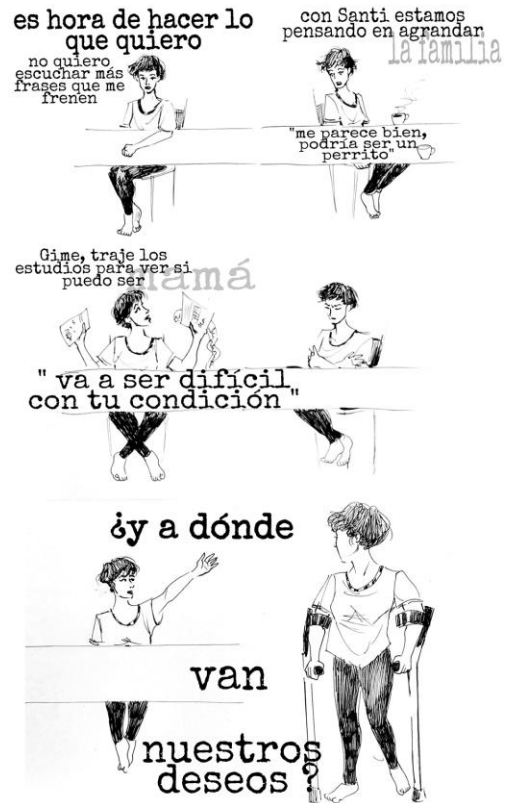 es hora de hacer lo
que quiero
no quiero
escuchar más
frases que me
frenen
con Santi estamos
pensando en agrandar
la familia
"me parece bien,
podría ser un
perrito"
Gime, traje los
estudios para ver si
puedo ser mamá
" va a ser difícil
con tu condición "
¿y a dónde
van
nuestros
deseos ?